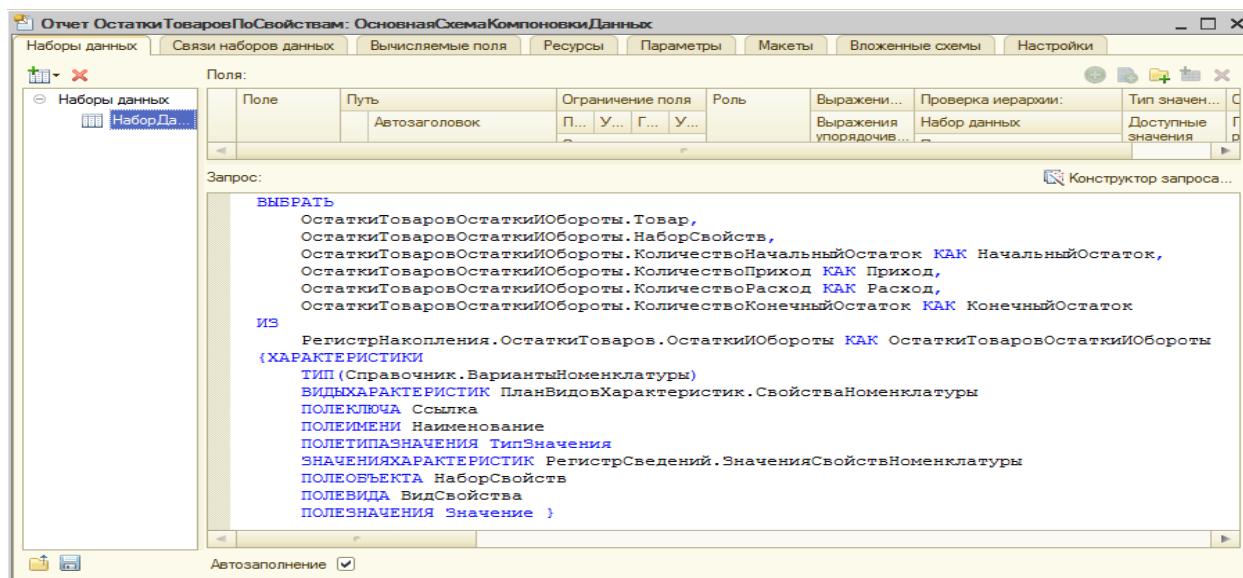 Отчет ОстаткиТоваровПоСвойствам: ОсновнаяСхемаКомпоновкиДанных
Наборы данных Связи наборов данных Вычисляемые поля Ресурсы Параметры Макеты Вложенные схемы Настройки
Поля:
Наборы данных
НаборДа...
Поле Путь Ограничение поля Роль Выражени... Проверка иерархии: Тип значен...
Автозаголовок П... У... Г... У... Выражения Набор данных Доступные
упорядочив... значения
Запрос:
Конструктор запроса...
ВЫБРАТЬ
ОстаткиТоваровОстаткиИОбороты.Товар,
ОстаткиТоваровОстаткиИОбороты.НаборСвойств,
ОстаткиТоваровОстаткиИОбороты.КоличествоНачальныйОстаток КАК НачальныйОстаток,
ОстаткиТоваровОстаткиИОбороты.КоличествоПриход КАК Приход,
ОстаткиТоваровОстаткиИОбороты.КоличествоРасход КАК Расход,
ОстаткиТоваровОстаткиИОбороты.КоличествоКонечныйОстаток КАК КонечныйОстаток
ИЗ
РегистрНакопления.ОстаткиТоваров.ОстаткиИОбороты КАК ОстаткиТоваровОстаткиИОбороты
{ХАРАКТЕРИСТИКИ
ТИП(Справочник.ВариантыНоменклатуры)
ВИДЫХАРАКТЕРИСТИК ПланВидовХарактеристик.СвойстваНоменклатуры
ПОЛЕКЛЮЧА Ссылка
ПОЛЕИМЕНИ Наименование
ПОЛЕТИПАЗНАЧЕНИЯ ТипЗначения
ЗНАЧЕНИЯХАРАКТЕРИСТИК РегистрСведений.ЗначенияСвойствНоменклатуры
ПОЛЕОБЪЕКТА НаборСвойств
ПОЛЕВИДА ВидСвойства
ПОЛЕЗНАЧЕНИЯ Значение }
Автозаполнение